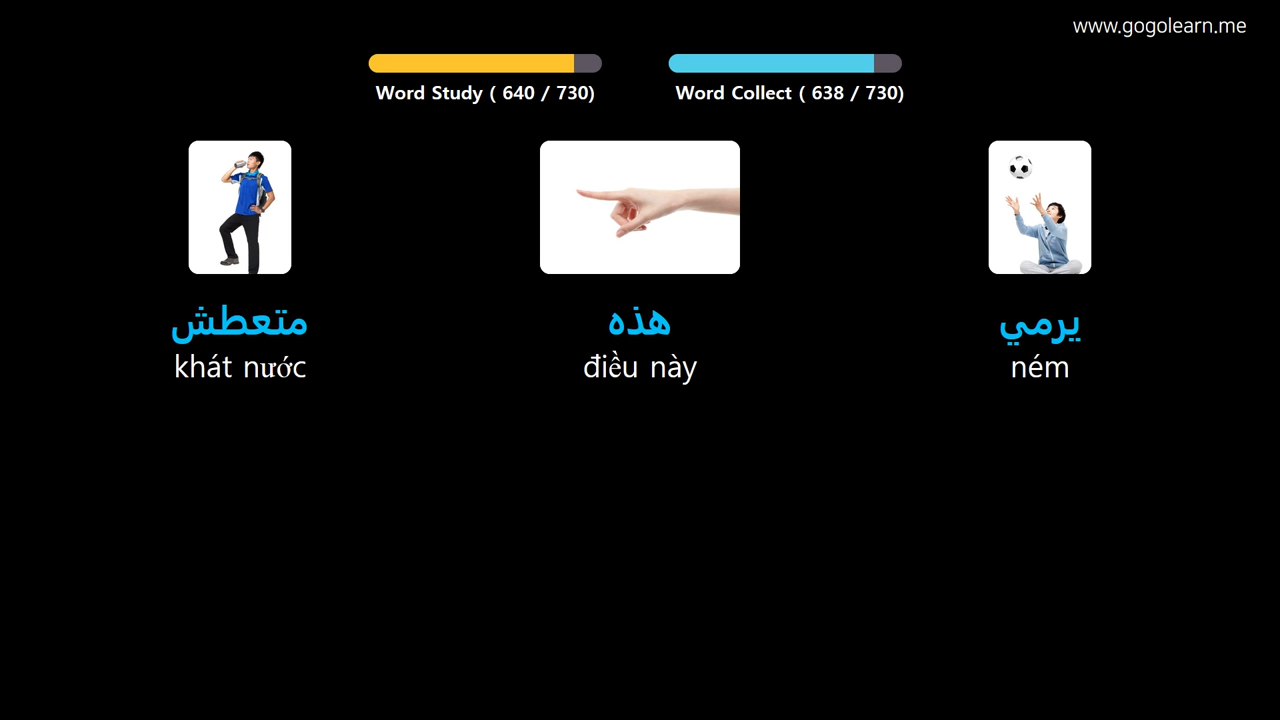 www.gogolearn.me
Word Study ( 640 / 730)
Word Collect ( 638 / 730)
متعطش
khát nước
هذه
điều này
يرمي
ném